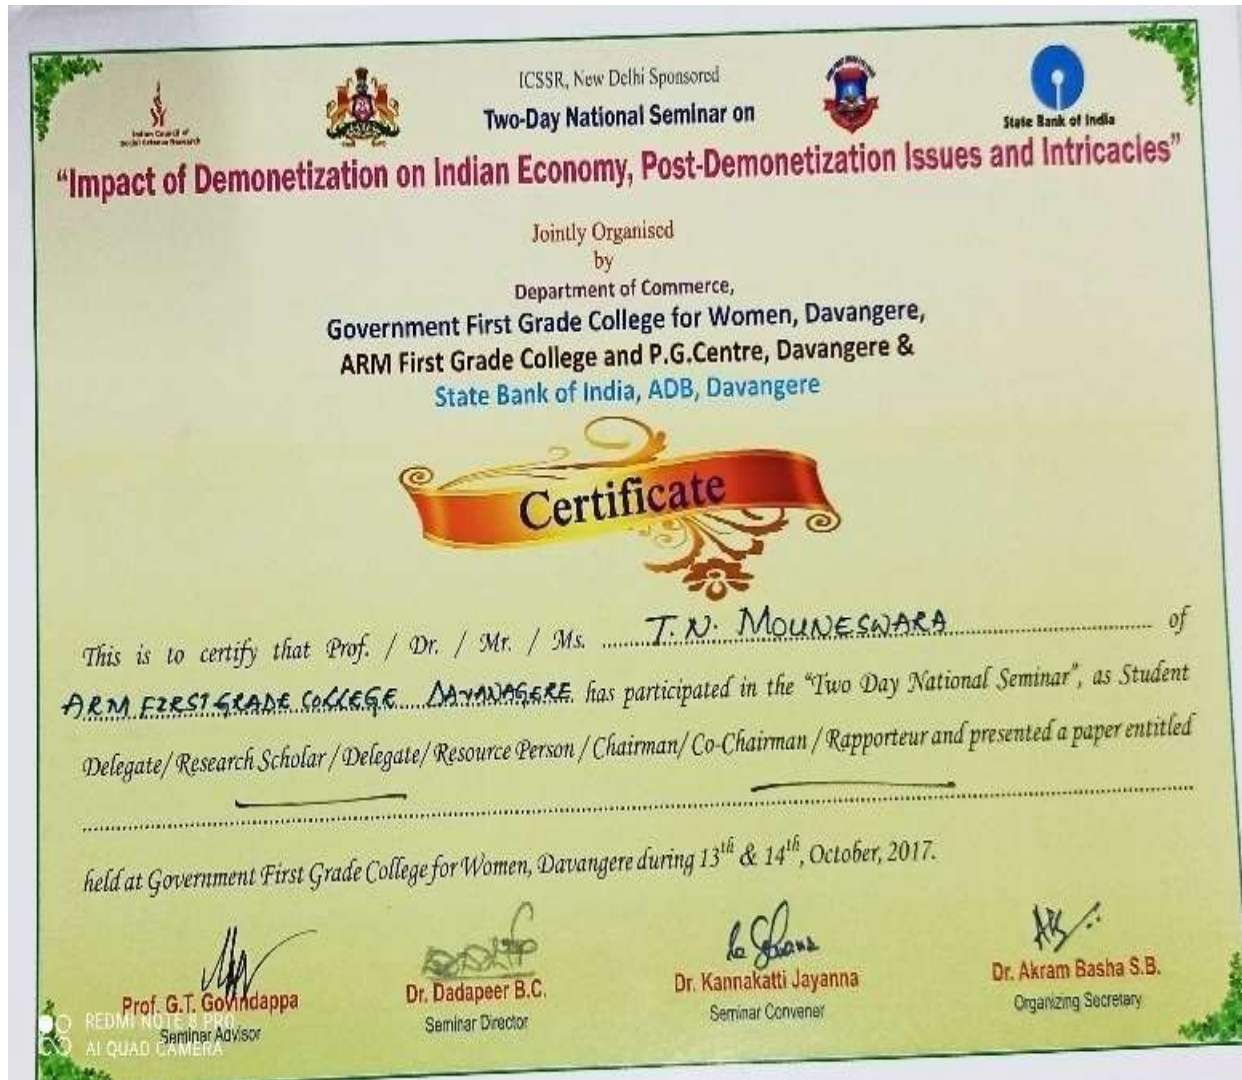 Indian Council of
Social Science Research
ICSSR, New Delhi Sponsored
Two-Day National Seminar on
State Bank of India
"Impact of Demonetization on Indian Economy, Post-Demonetization Issues and Intricacies"
Jointly Organised
by
Department of Commerce,
Government First Grade College for Women, Davangere,
ARM First Grade College and P.G.Centre, Davangere &
State Bank of India, ADB, Davangere
Certificate
This is to certify that Prof. / Dr. / Mr. / Ms. T. N. MOUNESWARA of
ARM FIRST GRADE COLLEGE DAVANAGERE has participated in the "Two Day National Seminar", as Student
Delegate/ Research Scholar / Delegate/ Resource Person / Chairman/ Co-Chairman / Rapporteur and presented a paper entitled
held at Government First Grade College for Women, Davangere during 13th & 14th, October, 2017.
Prof. G.T. Govindappa
Seminar Advisor
Dr. Dadapeer B.C.
Seminar Director
Dr. Kannakatti Jayanna
Seminar Convener
Dr. Akram Basha S.B.
Organizing Secretary
REDMI NOTE 8 PRO
AI QUAD CAMERA